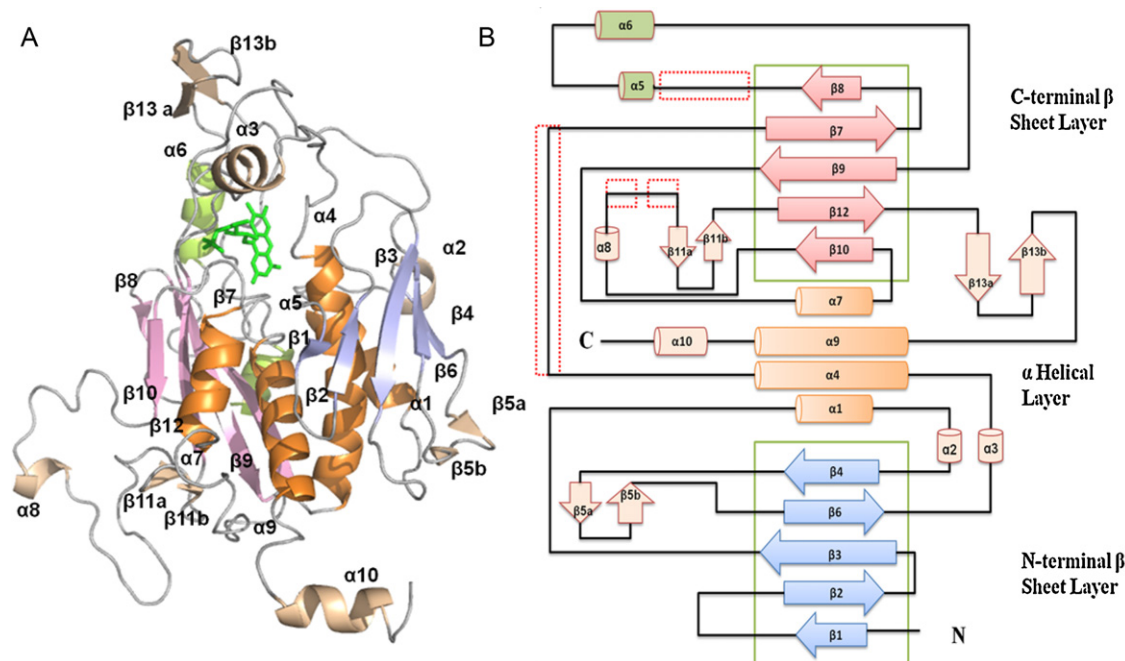 A
β13b
β13 a
α3
α6
α4
β3
α2
β8
β7
α5
β4
β1
β6
β10
β2
α1
β5a
β12
β5b
α7
β9
α8
β11a
β11b
α9
α10
B
α6
C-terminal β
Sheet Layer
α5
β8
β7
β9
β12
α8
β11a
β11b
β10
β13a
β13b
α7
C
α10
α9
α Helical
Layer
α4
α1
α2
α3
β4
β5a
β5b
β6
β3
N-terminal β
Sheet Layer
β2
β1
N